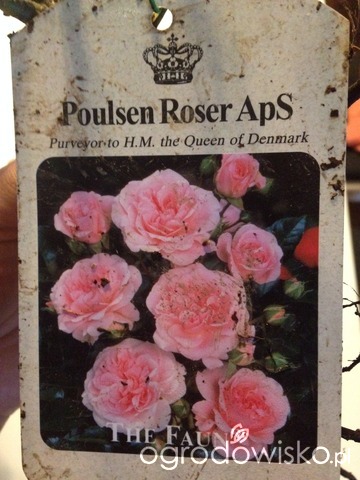 Poulsen Roser ApS
Purveyor to H.M. the Queen of Denmark
THE FAUN
ogrodowisko.pl